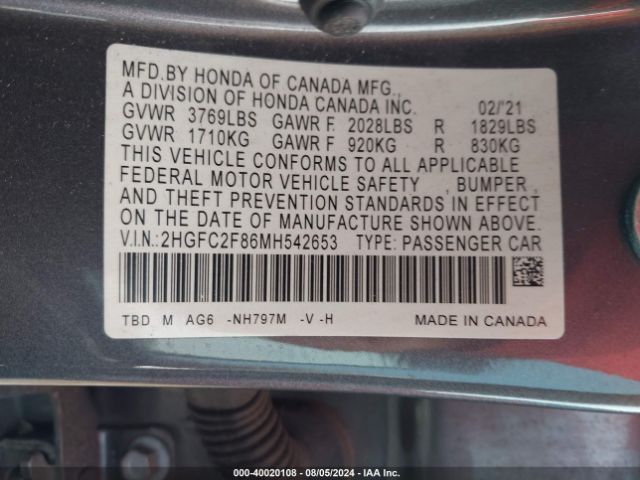 MFD.BY HONDA OF CANADA MFG.,
A DIVISION OF HONDA CANADA INC. 02/'21
GVWR 3769LBS GAWR F 2028LBS R 1829LBS
GVWR 1710KG GAWR F 920KG R 830KG
THIS VEHICLE CONFORMS TO ALL APPLICABLE
FEDERAL MOTOR VEHICLE SAFETY , BUMPER ,
AND THEFT PREVENTION STANDARDS IN EFFECT
ON THE DATE OF MANUFACTURE SHOWN ABOVE.
V.I.N.:2HGFC2F86MH542653 TYPE: PASSENGER CAR
TBD M AG6 -NH797M -V -H MADE IN CANADA
000-40020108 - 08/05/2024 - IAA Inc.